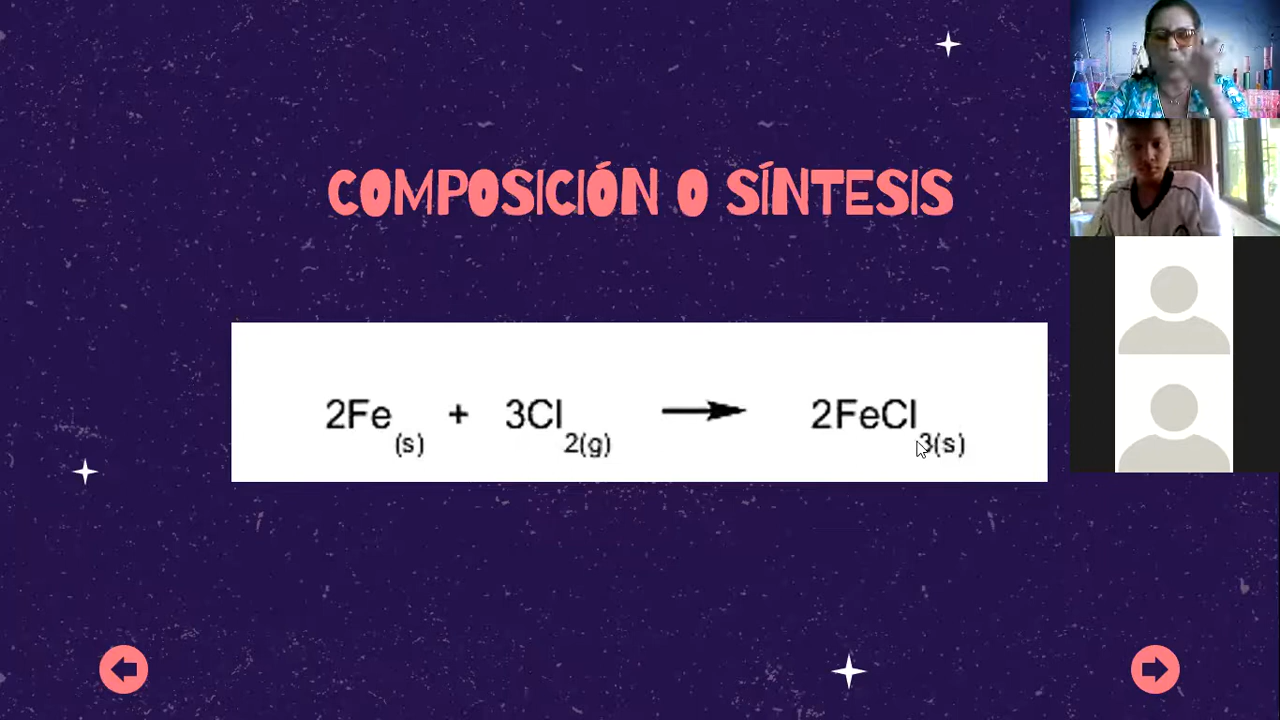 COMPOSICIÓN O SÍNTESIS
2Fe(s) + 3Cl2(g) → 2FeCl3(s)